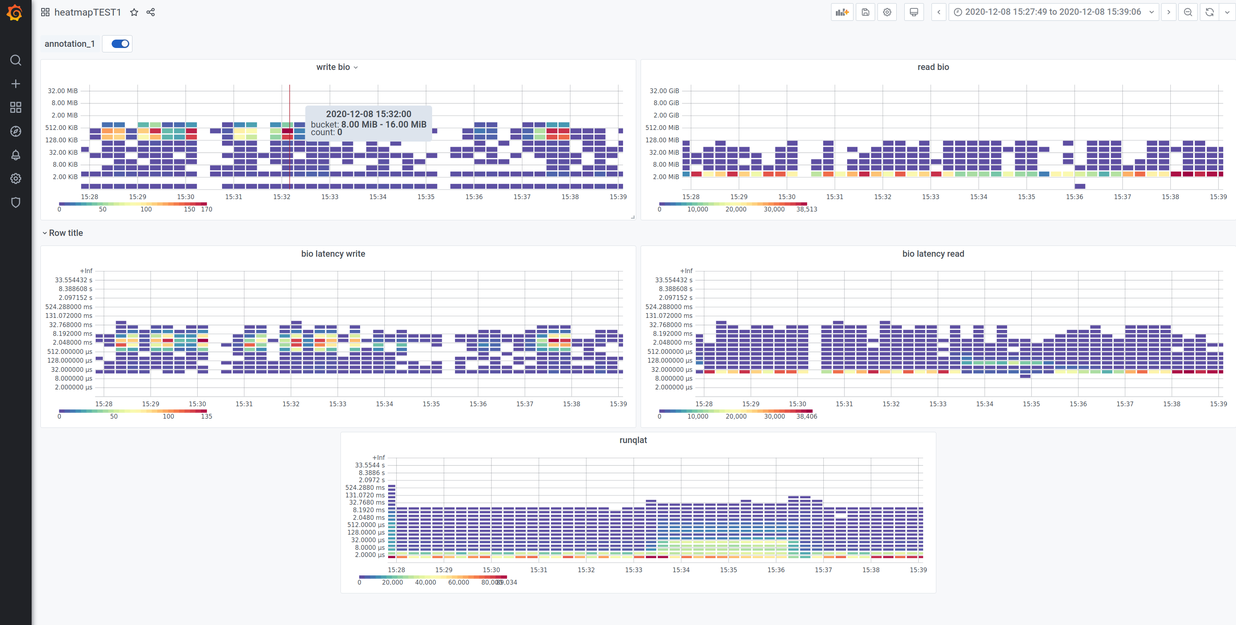 heatmapTEST1
2020-12-08 15:27:49 to 2020-12-08 15:39:06
annotation_1
write bio
32.00 MiB
8.00 MiB
2.00 MiB
512.00 KiB
128.00 KiB
32.00 KiB
8.00 KiB
2.00 KiB
2020-12-08 15:32:00
bucket: 8.00 MiB - 16.00 MiB
count: 0
15:28 15:29 15:30 15:31 15:32 15:33 15:34 15:35 15:36 15:37 15:38 15:39
0 50 100 150 170
read bio
32.00 GiB
8.00 GiB
2.00 GiB
512.00 MiB
128.00 MiB
32.00 MiB
8.00 MiB
2.00 MiB
15:28 15:29 15:30 15:31 15:32 15:33 15:34 15:35 15:36 15:37 15:38 15:39
0 10,000 20,000 30,000 38,513
Row title
bio latency write
+Inf
33.554432 s
8.388608 s
2.097152 s
524.288000 ms
131.072000 ms
32.768000 ms
8.192000 ms
2.048000 ms
512.000000 µs
128.000000 µs
32.000000 µs
8.000000 µs
2.000000 µs
15:28 15:29 15:30 15:31 15:32 15:33 15:34 15:35 15:36 15:37 15:38 15:39
0 50 100 135
bio latency read
+Inf
33.554432 s
8.388608 s
2.097152 s
524.288000 ms
131.072000 ms
32.768000 ms
8.192000 ms
2.048000 ms
512.000000 µs
128.000000 µs
32.000000 µs
8.000000 µs
2.000000 µs
15:28 15:29 15:30 15:31 15:32 15:33 15:34 15:35 15:36 15:37 15:38 15:39
0 10,000 20,000 30,000 38,406
runqlat
+Inf
33.5544 s
8.3886 s
2.0972 s
524.2880 ms
131.0720 ms
32.7680 ms
8.1920 ms
2.0480 ms
512.0000 µs
128.0000 µs
32.0000 µs
8.0000 µs
2.0000 µs
15:28 15:29 15:30 15:31 15:32 15:33 15:34 15:35 15:36 15:37 15:38 15:39
0 20,000 40,000 60,000